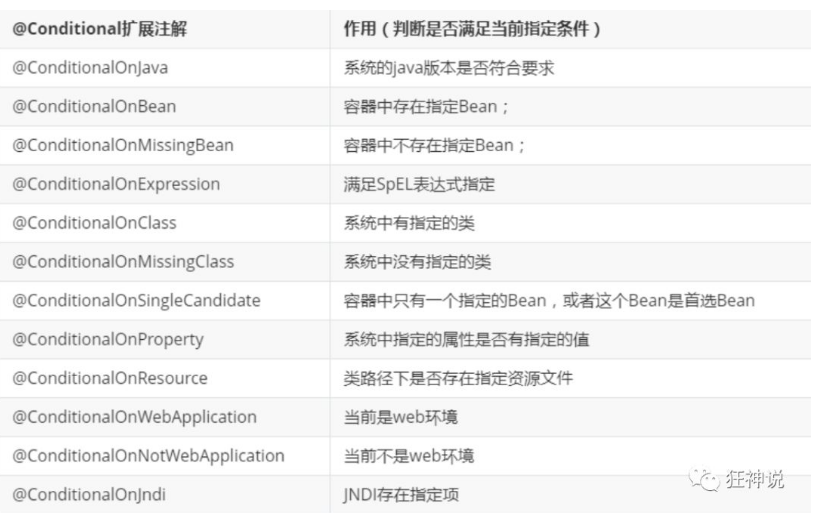 @Conditional扩展注解 作用（判断是否满足当前指定条件）
@ConditionalOnJava 系统的java版本是否符合要求
@ConditionalOnBean 容器中存在指定Bean；
@ConditionalOnMissingBean 容器中不存在指定Bean；
@ConditionalOnExpression 满足SpEL表达式指定
@ConditionalOnClass 系统中有指定的类
@ConditionalOnMissingClass 系统中没有指定的类
@ConditionalOnSingleCandidate 容器中只有一个指定的Bean，或者这个Bean是首选Bean
@ConditionalOnProperty 系统中指定的属性是否有指定的值
@ConditionalOnResource 类路径下是否存在指定资源文件
@ConditionalOnWebApplication 当前是web环境
@ConditionalOnNotWebApplication 当前不是web环境
@ConditionalOnJndi JNDI存在指定项
狂神说